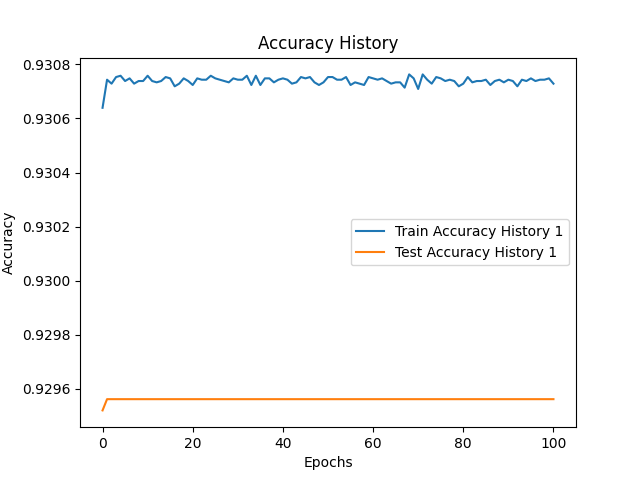 Accuracy History
0.9308
0.9306
0.9304
0.9302
0.9300
0.9298
0.9296
Accuracy
Train Accuracy History 1
Test Accuracy History 1
0 20 40 60 80 100
Epochs